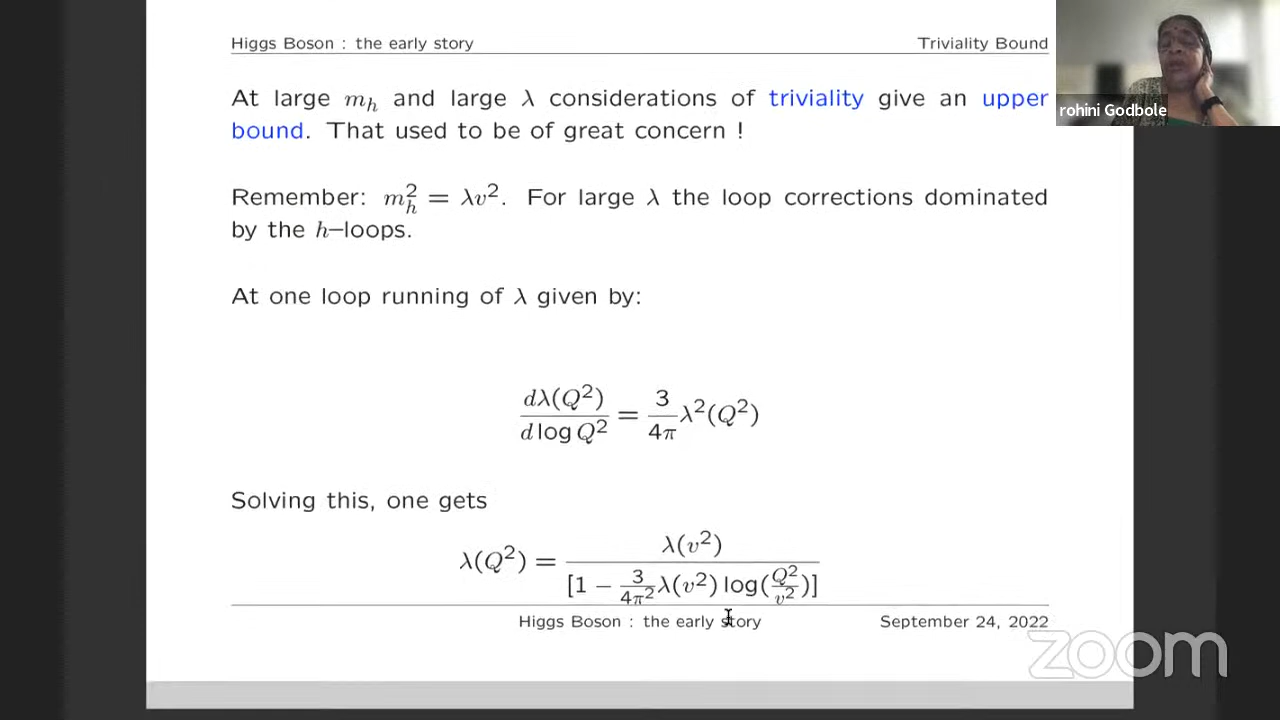 Higgs Boson : the early story
Triviality Bound
rohini Godbole
At large m_h and large λ considerations of triviality give an upper
bound. That used to be of great concern !
Remember: m_h^2 = λv^2. For large λ the loop corrections dominated
by the h–loops.
At one loop running of λ given by:
dλ(Q^2)/d log Q^2 = 3/4π λ^2(Q^2)
Solving this, one gets
λ(Q^2) = λ(v^2)/[1 − 3/4π^2 λ(v^2) log(Q^2/v^2)]
Higgs Boson : the early story
September 24, 2022
zoom